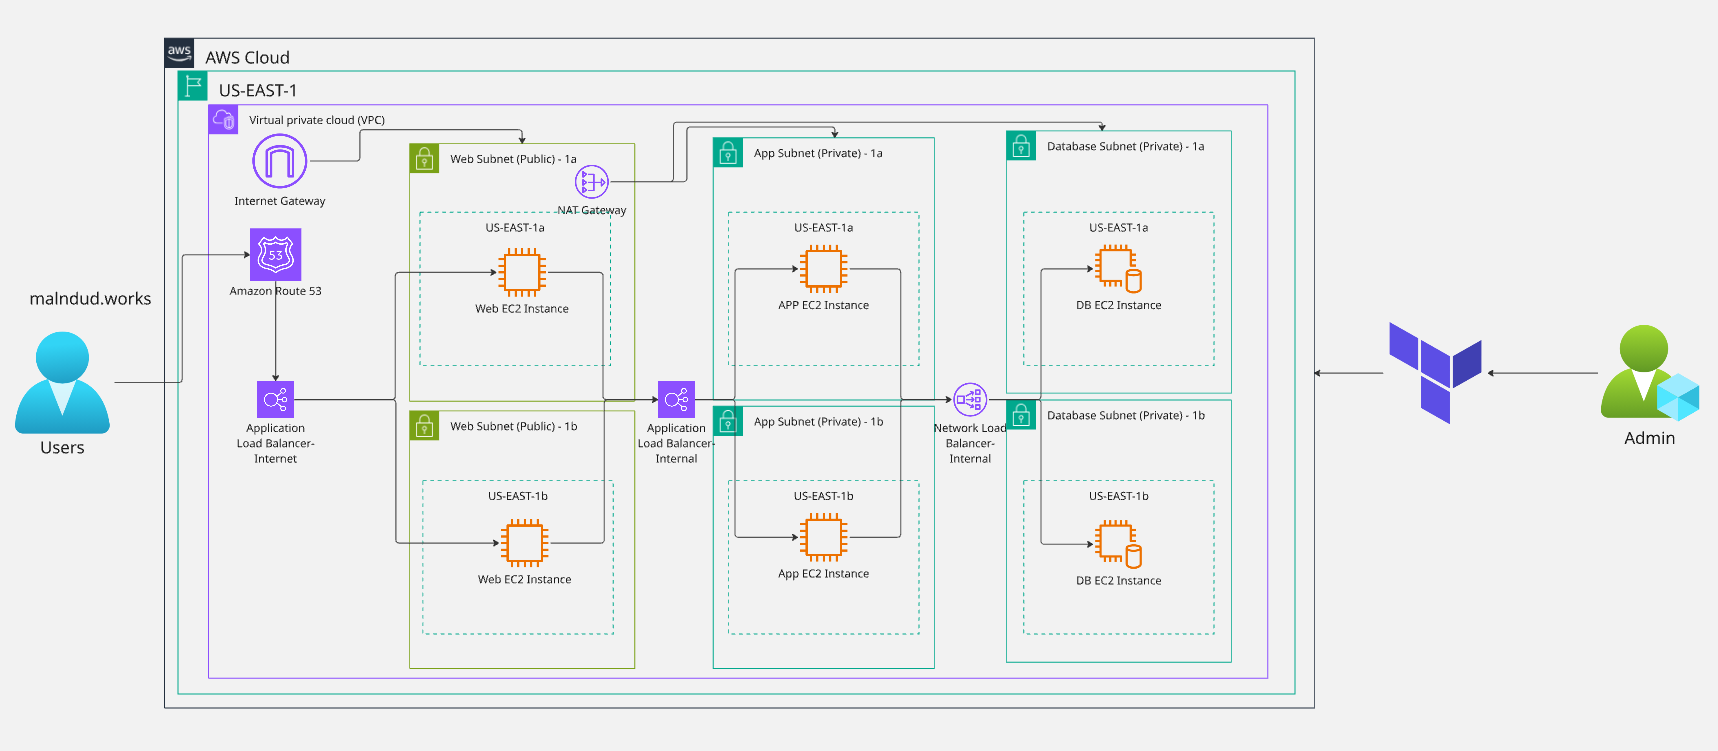 aws
AWS Cloud
US-EAST-1
Virtual private cloud (VPC)
Internet Gateway
Web Subnet (Public) - 1a
NAT Gateway
App Subnet (Private) - 1a
Database Subnet (Private) - 1a
US-EAST-1a
Web EC2 Instance
US-EAST-1a
APP EC2 Instance
US-EAST-1a
DB EC2 Instance
53
Amazon Route 53
malndud.works
Users
Application
Load Balancer-
Internet
Web Subnet (Public) - 1b
Application
Load Balancer-
Internal
App Subnet (Private) - 1b
Network Load
Balancer-
Internal
Database Subnet (Private) - 1b
US-EAST-1b
Web EC2 Instance
US-EAST-1b
App EC2 Instance
US-EAST-1b
DB EC2 Instance
Admin